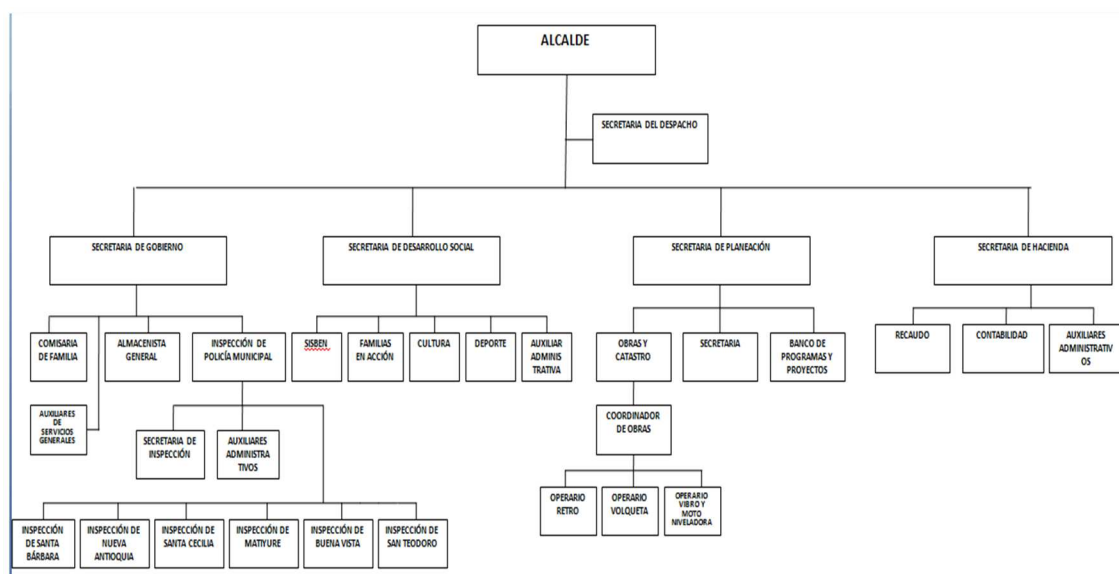 ALCALDE
SECRETARIA DEL DESPACHO
SECRETARIA DE GOBIERNO
SECRETARIA DE DESARROLLO SOCIAL
SECRETARIA DE PLANEACIÓN
SECRETARIA DE HACIENDA
COMISARIA
DE FAMILIA
ALMACENISTA
GENERAL
INSPECCIÓN DE
POLICÍA MUNICIPAL
SISBEN
FAMILIAS
EN ACCIÓN
CULTURA
DEPORTE
AUXILIAR
ADMINIS
TRATIVA
OBRAS Y
CATASTRO
SECRETARIA
BANCO DE
PROGRAMAS Y
PROYECTOS
RECAUDO
CONTABILIDAD
AUXILIARES
ADMINISTRATIV
OS
AUXILIARES
DE
SERVICIOS
GENERALES
SECRETARIA DE
INSPECCIÓN
AUXILIARES
ADMINISTRA
TIVOS
COORDINADOR
DE OBRAS
OPERARIO
RETRO
OPERARIO
VOLQUETA
OPERARIO
VIBRO Y
MOTO
NIVELADORA
INSPECCIÓN
DE SANTA
BÁRBARA
INSPECCIÓN DE
NUEVA
ANTIOQUIA
INSPECCIÓN DE
SANTA CECILIA
INSPECCIÓN DE
MATIYURE
INSPECCIÓN DE
BUENA VISTA
INSPECCIÓN DE
SAN TEODORO